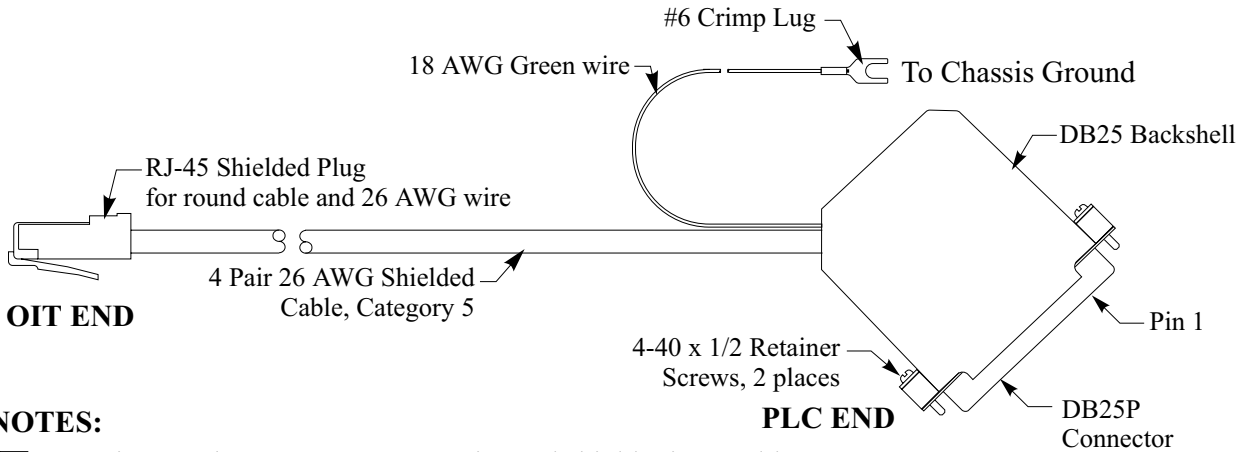 #6 Crimp Lug
18 AWG Green wire
To Chassis Ground
DB25 Backshell
RJ-45 Shielded Plug
for round cable and 26 AWG wire
4 Pair 26 AWG Shielded
Cable, Category 5
OIT END
Pin 1
4-40 x 1/2 Retainer
Screws, 2 places
PLC END
DB25P
Connector
NOTES: